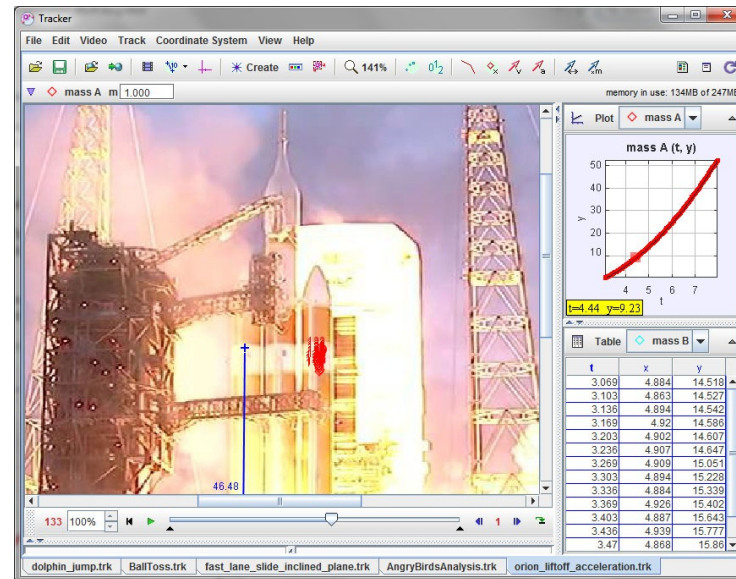 Tracker
File Edit Video Track Coordinate System View Help
Create 141%
mass A m 1.000 memory in use: 134MB of 247MB
Plot mass A
mass A (t, y)
50
40
30
20
10
y
4 5 6 7
t
t=4.44 y=9.23
Table mass B
t x y
3.069 4.884 14.518
3.103 4.863 14.527
3.136 4.894 14.542
3.169 4.92 14.586
3.203 4.902 14.607
3.236 4.907 14.647
3.269 4.909 15.051
3.303 4.894 15.228
3.336 4.884 15.339
3.369 4.926 15.402
3.403 4.887 15.643
3.436 4.939 15.777
3.47 4.868 15.86
46.48
133 100% 1
dolphin_jump.trk BallToss.trk fast_lane_slide_inclined_plane.trk AngryBirdsAnalysis.trk orion_liftoff_acceleration.trk